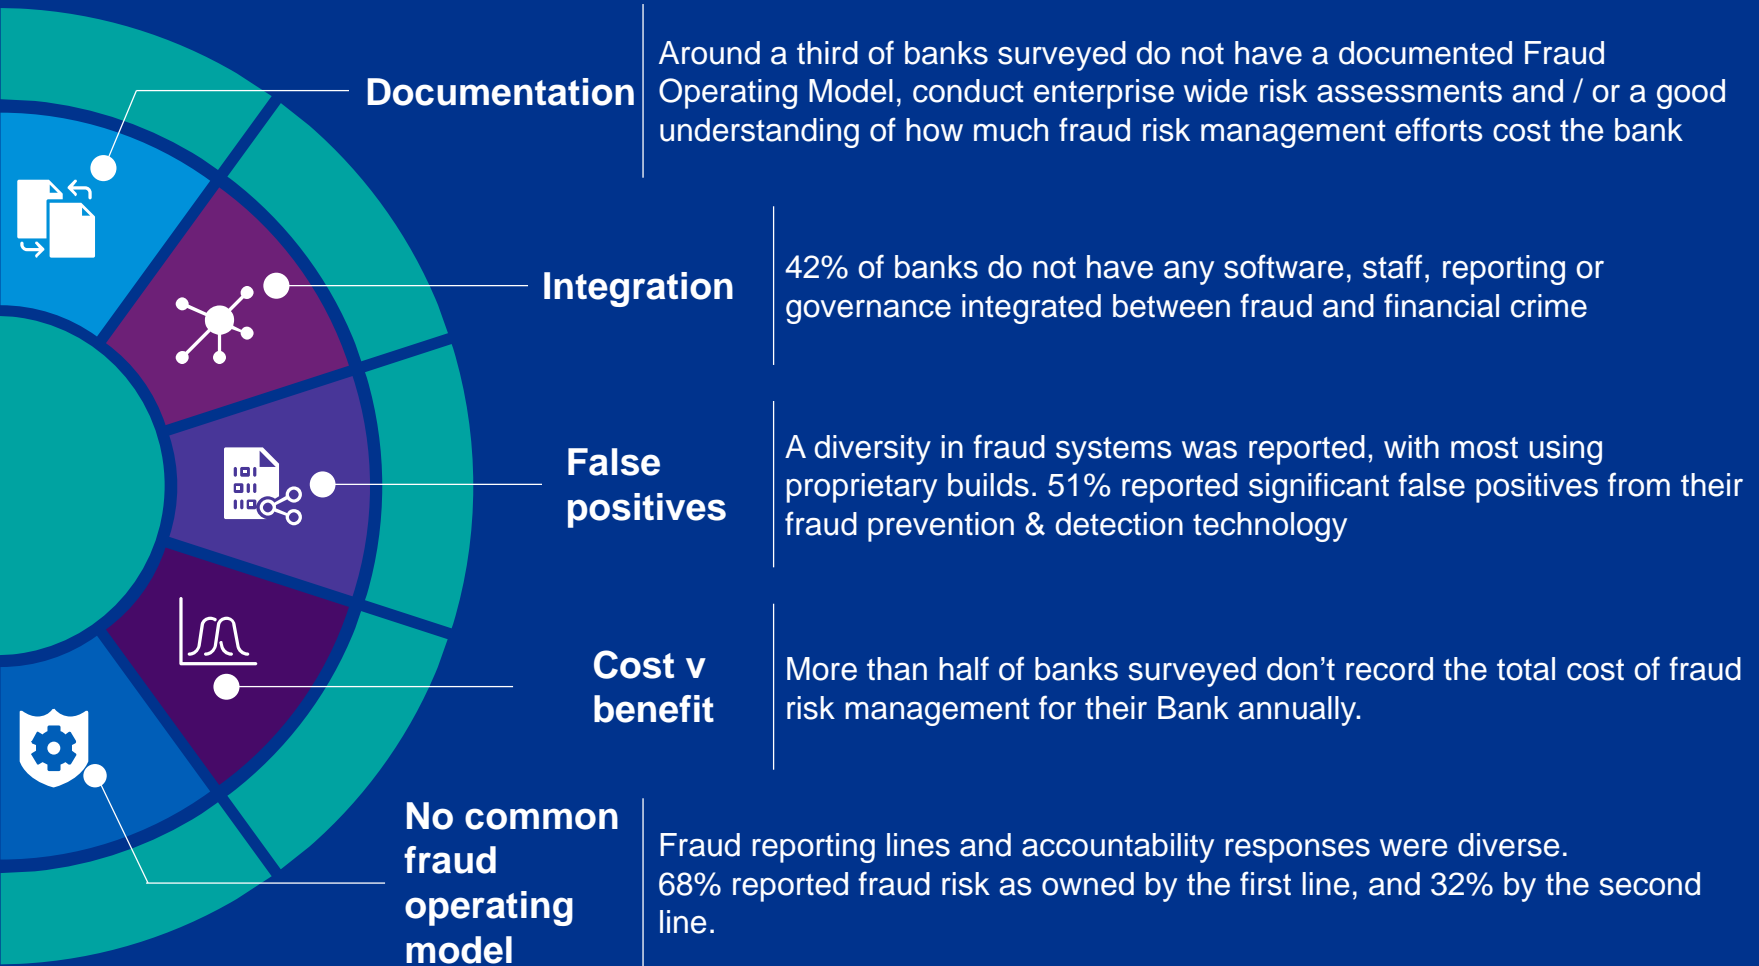 Documentation
Around a third of banks surveyed do not have a documented Fraud
Operating Model, conduct enterprise wide risk assessments and / or a good
understanding of how much fraud risk management efforts cost the bank
Integration
42% of banks do not have any software, staff, reporting or
governance integrated between fraud and financial crime
False
positives
A diversity in fraud systems was reported, with most using
proprietary builds. 51% reported significant false positives from their
fraud prevention & detection technology
Cost v
benefit
More than half of banks surveyed don’t record the total cost of fraud
risk management for their Bank annually.
No common
fraud
operating
model
Fraud reporting lines and accountability responses were diverse.
68% reported fraud risk as owned by the first line, and 32% by the second
line.